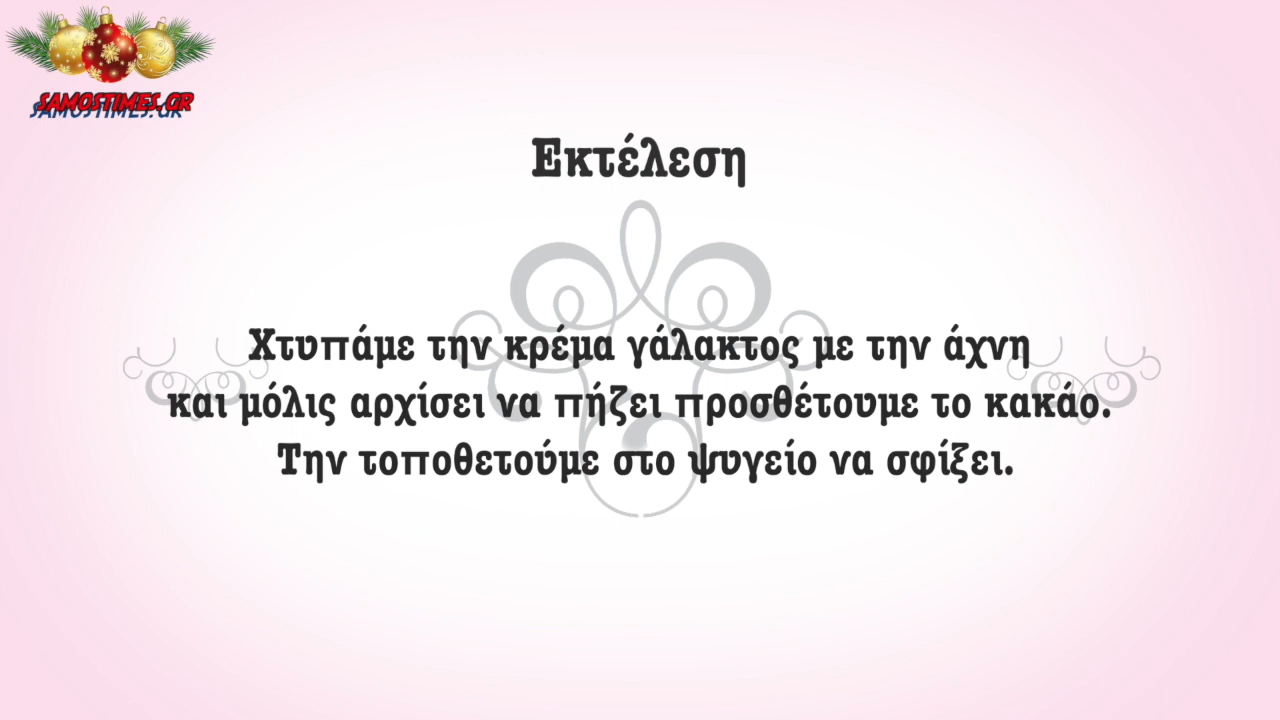 SAMOSTIMES.GR
Εκτέλεση
Χτυπάμε την κρέμα γάλακτος με την άχνη
και μόλις αρχίσει να πήζει προσθέτουμε το κακάο.
Την τοποθετούμε στο ψυγείο να σφίξει.